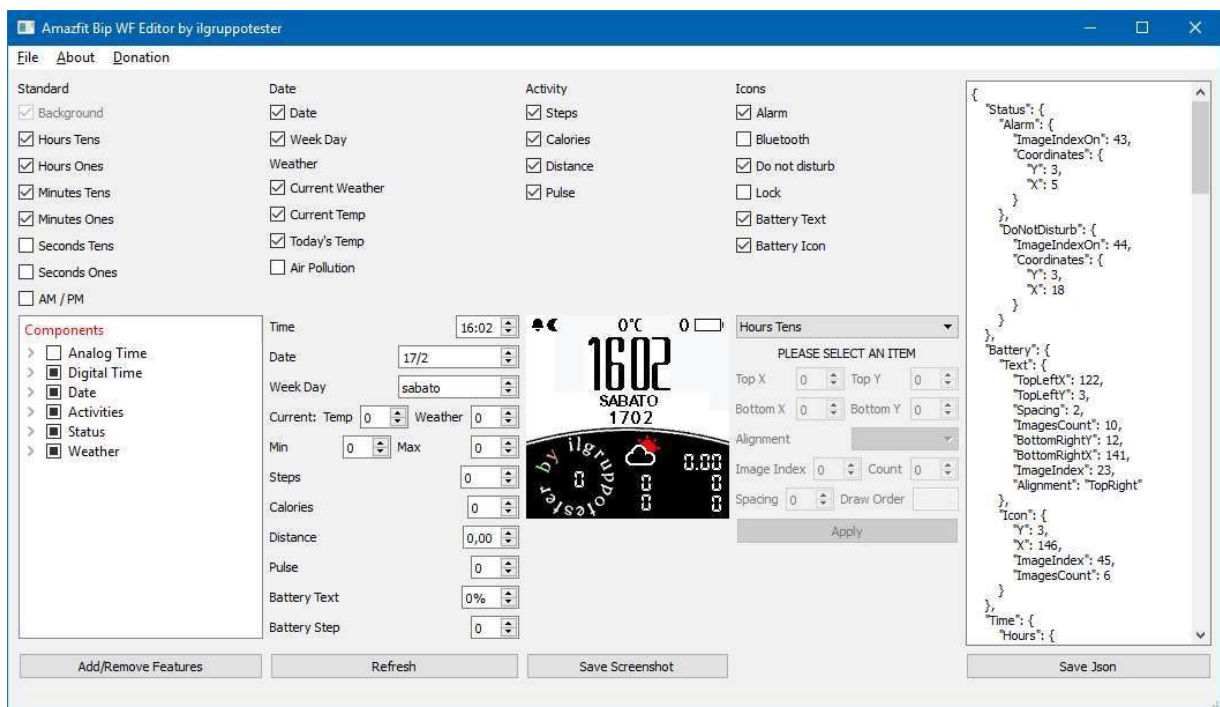 Amazfit Bip WF Editor by ilgruppotester
File About Donation
Standard
Background
Hours Tens
Hours Ones
Minutes Tens
Minutes Ones
Seconds Tens
Seconds Ones
AM / PM
Date
Date
Week Day
Weather
Current Weather
Current Temp
Today's Temp
Air Pollution
Activity
Steps
Calories
Distance
Pulse
Icons
Alarm
Bluetooth
Do not disturb
Lock
Battery Text
Battery Icon
Components
Analog Time
Digital Time
Date
Activities
Status
Weather
Time 16:02
Date 17/2
Week Day sabato
Current: Temp 0 Weather 0
Min 0 Max 0
Steps 0
Calories 0
Distance 0,00
Pulse 0
Battery Text 0%
Battery Step 0
0°C 0
1602
SABATO
1702
by ilgruppotester
0
0
0
0.00
0
0
Hours Tens
PLEASE SELECT AN ITEM
Top X 0 Top Y 0
Bottom X 0 Bottom Y 0
Alignment
Image Index 0 Count 0
Spacing 0 Draw Order
Apply
{
"Status": {
"Alarm": {
"ImageIndexOn": 43,
"Coordinates": {
"Y": 3,
"X": 5
}
},
"DoNotDisturb": {
"ImageIndexOn": 44,
"Coordinates": {
"Y": 3,
"X": 18
}
}
},
"Battery": {
"Text": {
"TopLeftX": 122,
"TopLeftY": 3,
"Spacing": 2,
"ImagesCount": 10,
"BottomRightY": 12,
"BottomRightX": 141,
"ImageIndex": 23,
"Alignment": "TopRight"
},
"Icon": {
"Y": 3,
"X": 146,
"ImageIndex": 45,
"ImagesCount": 6
}
},
"Time": {
"Hours": {
Add/Remove Features
Refresh
Save Screenshot
Save Json